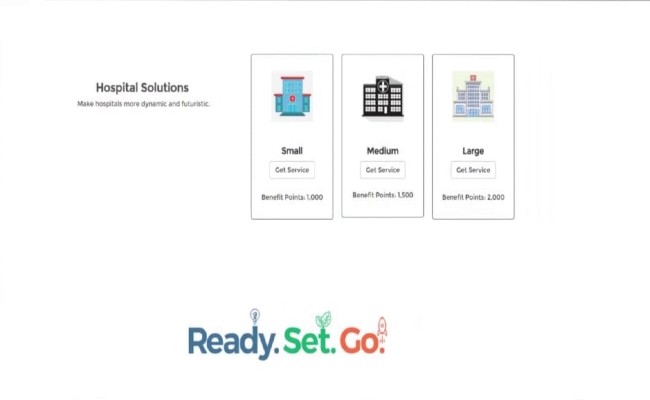 Hospital Solutions
Make hospitals more dynamic and futuristic.
Small
Get Service
Benefit Points: 1,000
Medium
Get Service
Benefit Points: 1,500
Large
Get Service
Benefit Points: 2,000
Ready. Set. Go!